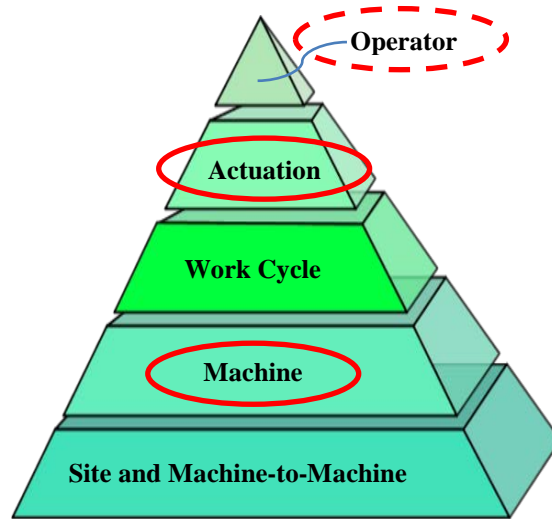 Operator
Actuation
Work Cycle
Machine
Site and Machine-to-Machine